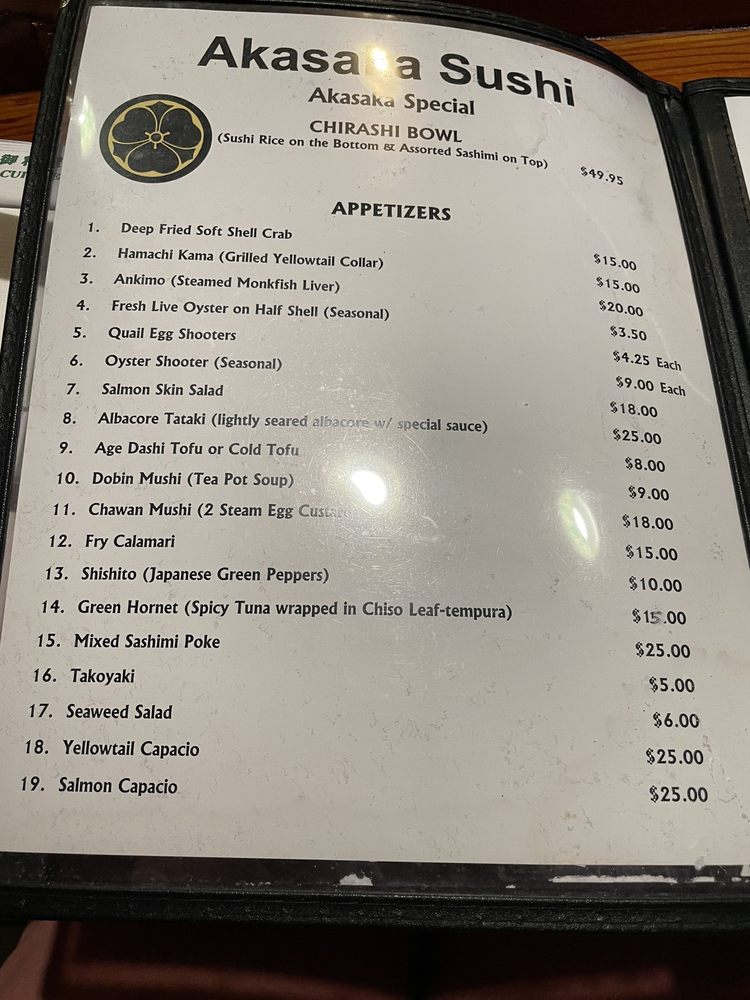 Akasaka Sushi
Akasaka Special
CHIRASHI BOWL
(Sushi Rice on the Bottom & Assorted Sashimi on Top) $49.95
APPETIZERS
1. Deep Fried Soft Shell Crab $15.00
2. Hamachi Kama (Grilled Yellowtail Collar) $15.00
3. Ankimo (Steamed Monkfish Liver) $20.00
4. Fresh Live Oyster on Half Shell (Seasonal) $3.50
5. Quail Egg Shooters $4.25 Each
6. Oyster Shooter (Seasonal) $9.00 Each
7. Salmon Skin Salad $18.00
8. Albacore Tataki (lightly seared albacore w/ special sauce) $25.00
9. Age Dashi Tofu or Cold Tofu $8.00
10. Dobin Mushi (Tea Pot Soup) $9.00
11. Chawan Mushi (2 Steam Egg $18.00
12. Fry Calamari $15.00
13. Shishito (Japanese Green Peppers) $10.00
14. Green Hornet (Spicy Tuna wrapped in Chiso Leaf-tempura) $15.00
15. Mixed Sashimi Poke $25.00
16. Takoyaki $5.00
17. Seaweed Salad $6.00
18. Yellowtail Capacio $25.00
19. Salmon Capacio $25.00